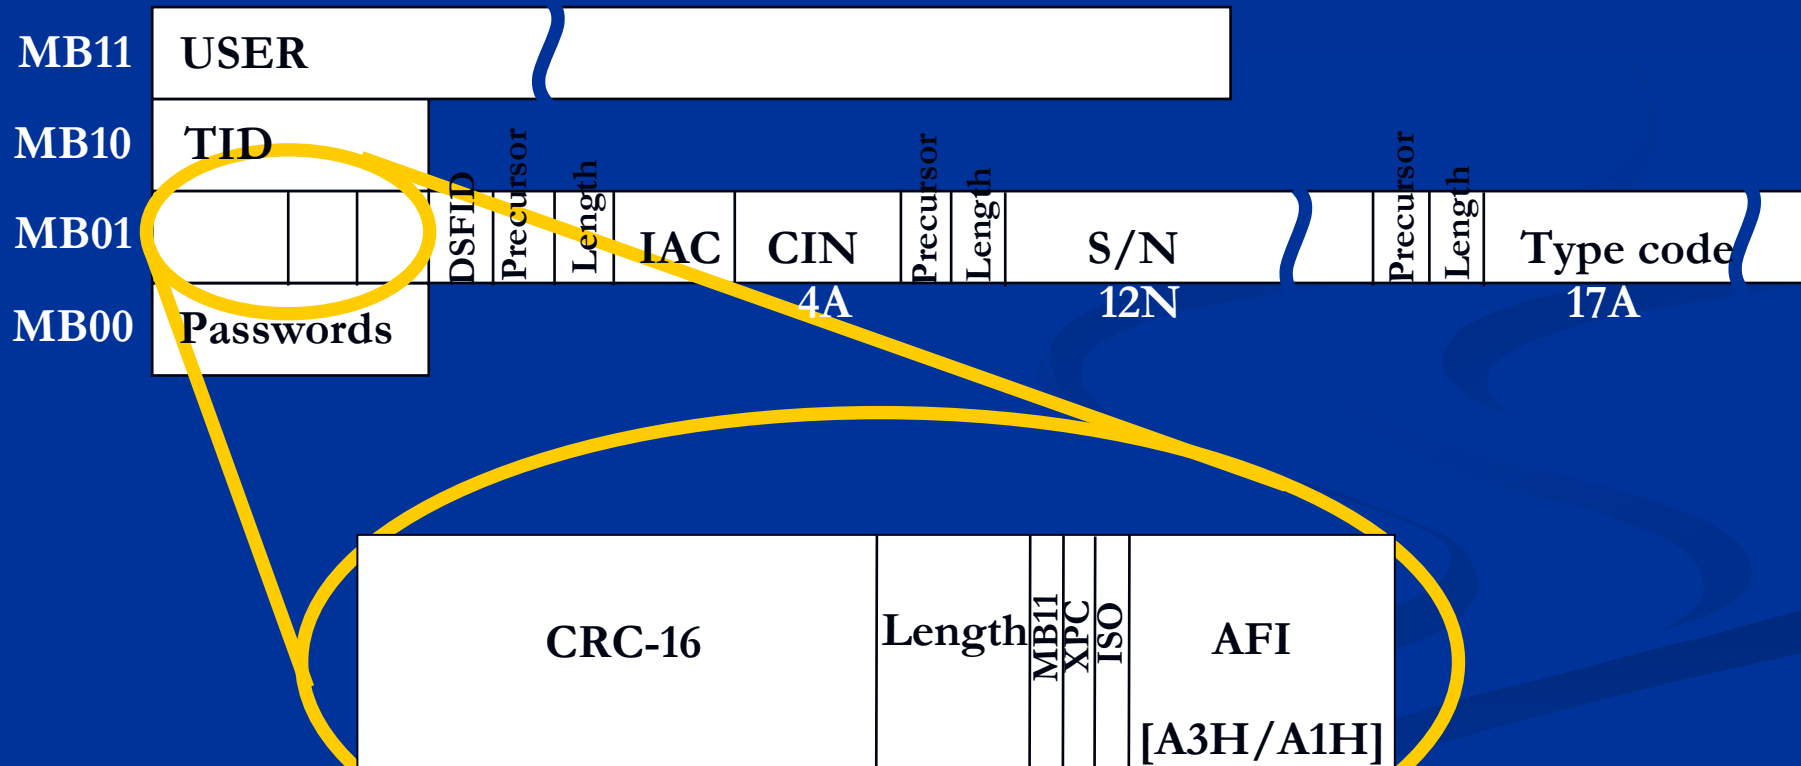 MB11 USER
MB10 TID
MB01 DSFID Precursor Length IAC CIN Precursor Length S/N Precursor Length Type code
4A 12N 17A
MB00 Passwords
CRC-16 Length MB11 XPC ISO AFI
[A3H/A1H]